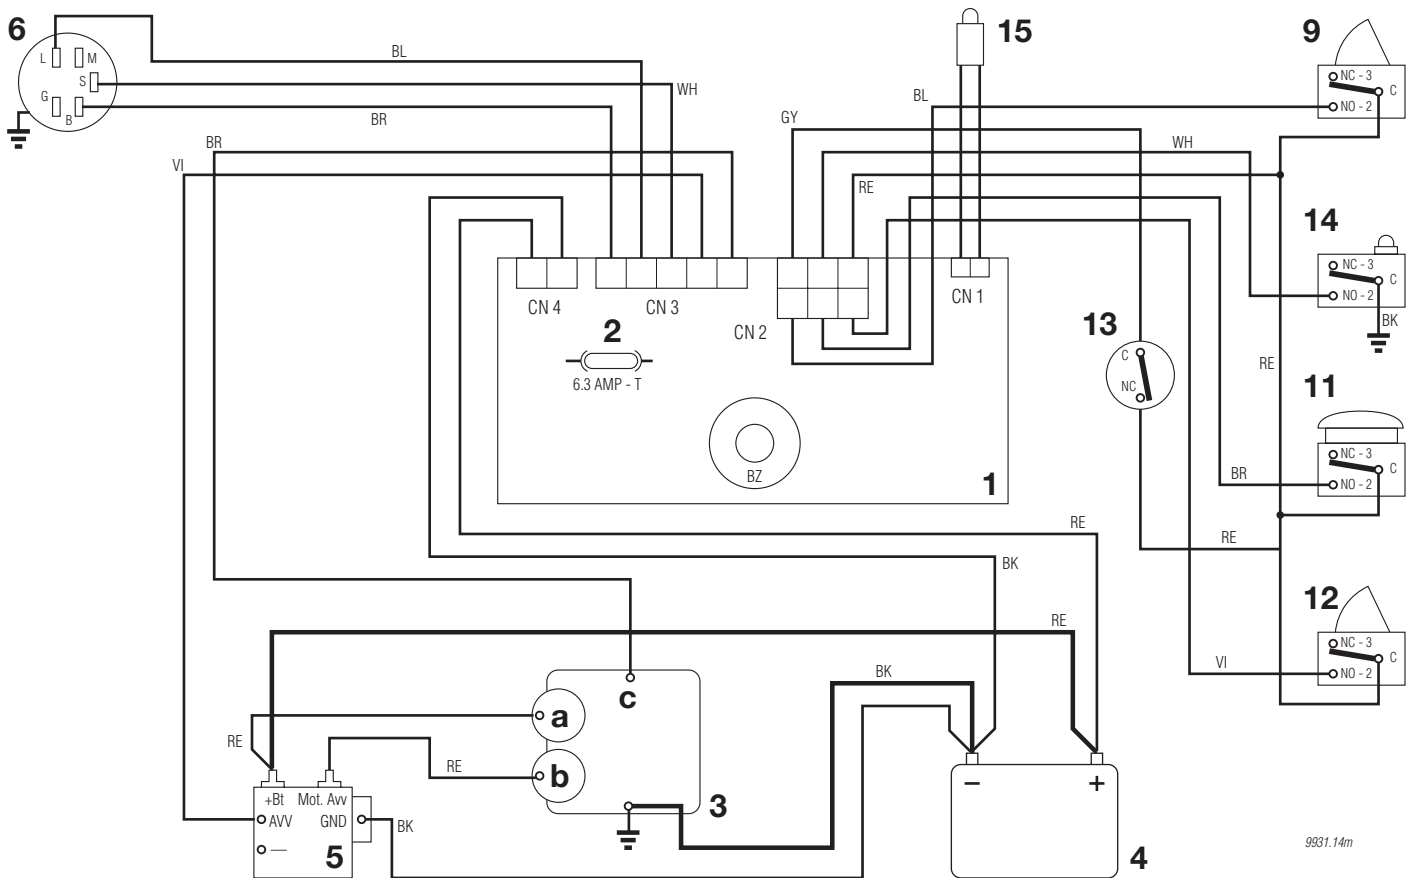 6
15
9
L
M
S
G
B
BL
WH
BR
BL
GY
NC - 3
C
NO - 2
BR
VI
WH
RE
14
NC - 3
C
NO - 2
BK
CN 4
CN 3
CN 2
CN 1
2
6.3 AMP - T
13
C
NC
RE
11
NC - 3
C
NO - 2
BR
BZ
1
RE
RE
BK
12
NC - 3
C
NO - 2
VI
RE
BK
a
b
c
3
RE
RE
+Bt
Mot. Avv
AVV
GND
BK
5
–
+
4
9931.14m